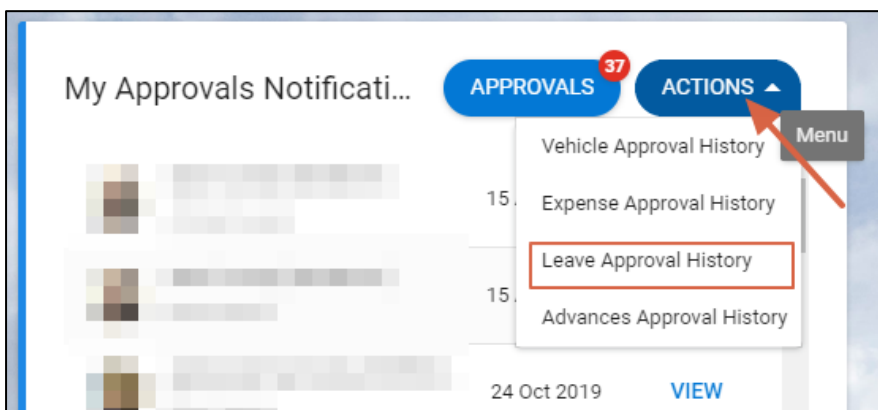 My Approvals Notificati...
APPROVALS
37
ACTIONS
Menu
Vehicle Approval History
Expense Approval History
Leave Approval History
Advances Approval History
15
15
24 Oct 2019
VIEW